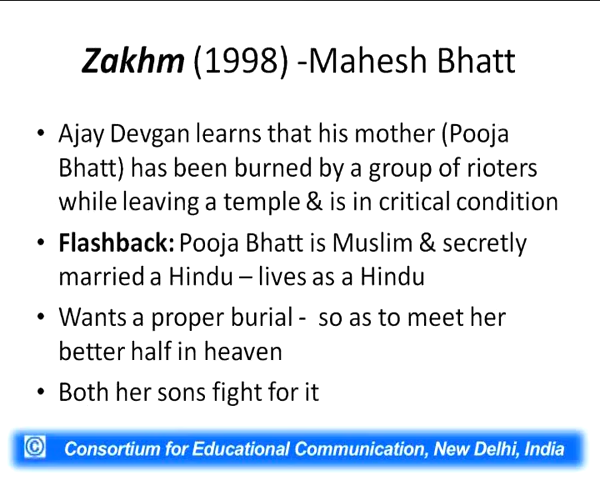 Zakhm (1998) -Mahesh Bhatt
• Ajay Devgan learns that his mother (Pooja
Bhatt) has been burned by a group of rioters
while leaving a temple & is in critical condition
• Flashback: Pooja Bhatt is Muslim & secretly
married a Hindu – lives as a Hindu
• Wants a proper burial - so as to meet her
better half in heaven
• Both her sons fight for it
© Consortium for Educational Communication, New Delhi, India